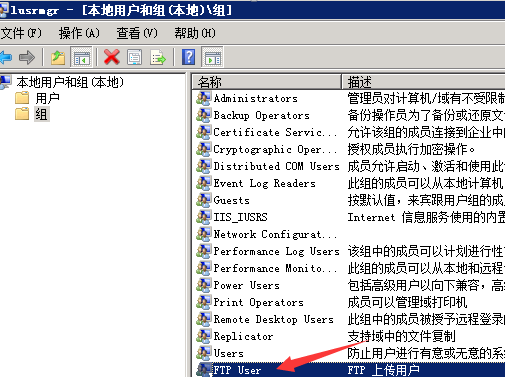 lusrmgr - [本地用户和组(本地)\组]
文件(F) 操作(A) 查看(V) 帮助(H)
本地用户和组(本地)
用户
组
名称 描述
Administrators 管理员对计算机/域有不受限制
Backup Operators 备份操作员为了备份或还原文
Certificate Servic... 允许该组的成员连接到企业中
Cryptographic Oper... 授权成员执行加密操作。
Distributed COM Users 成员允许启动、激活和使用此
Event Log Readers 此组的成员可以从本地计算机
Guests 按默认值，来宾跟用户组的成
IIS_IUSRS Internet 信息服务使用的内置
Network Configurat...
Performance Log Users 该组中的成员可以计划进行性
Performance Monito... 此组的成员可以从本地和远程
Power Users 包括高级用户以向下兼容，高
Print Operators 成员可以管理域打印机
Remote Desktop Users 此组中的成员被授予远程登录的
Replicator 支持域中的文件复制
Users 防止用户进行有意或无意的系
FTP User FTP 上传用户